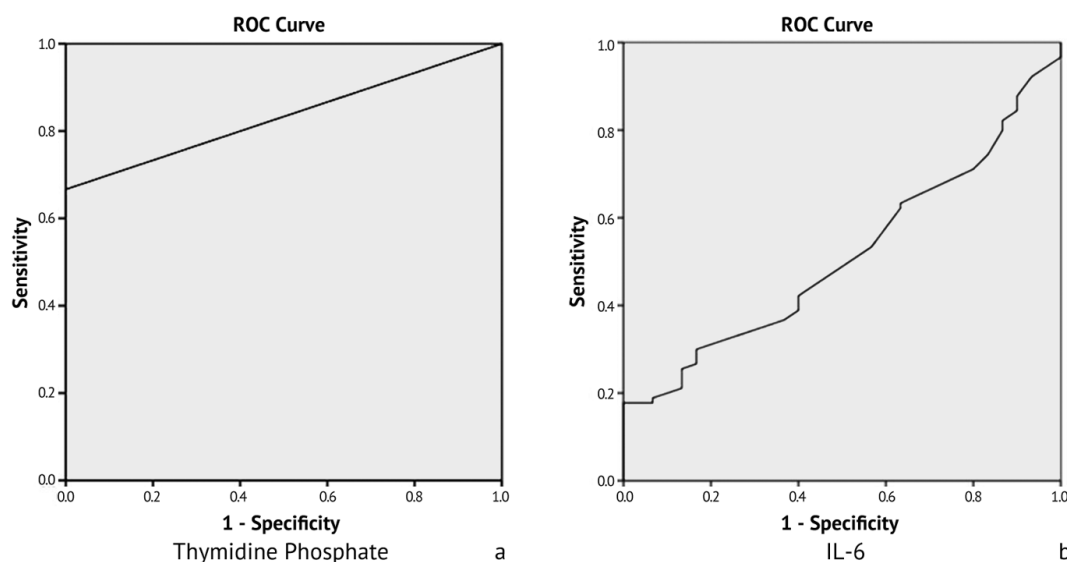 ROC Curve
1.0
0.8
0.6
0.4
0.2
0.0
Sensitivity
0.0 0.2 0.4 0.6 0.8 1.0
1 - Specificity
Thymidine Phosphate a
ROC Curve
1.0
0.8
0.6
0.4
0.2
0.0
Sensitivity
0.0 0.2 0.4 0.6 0.8 1.0
1 - Specificity
IL-6 b